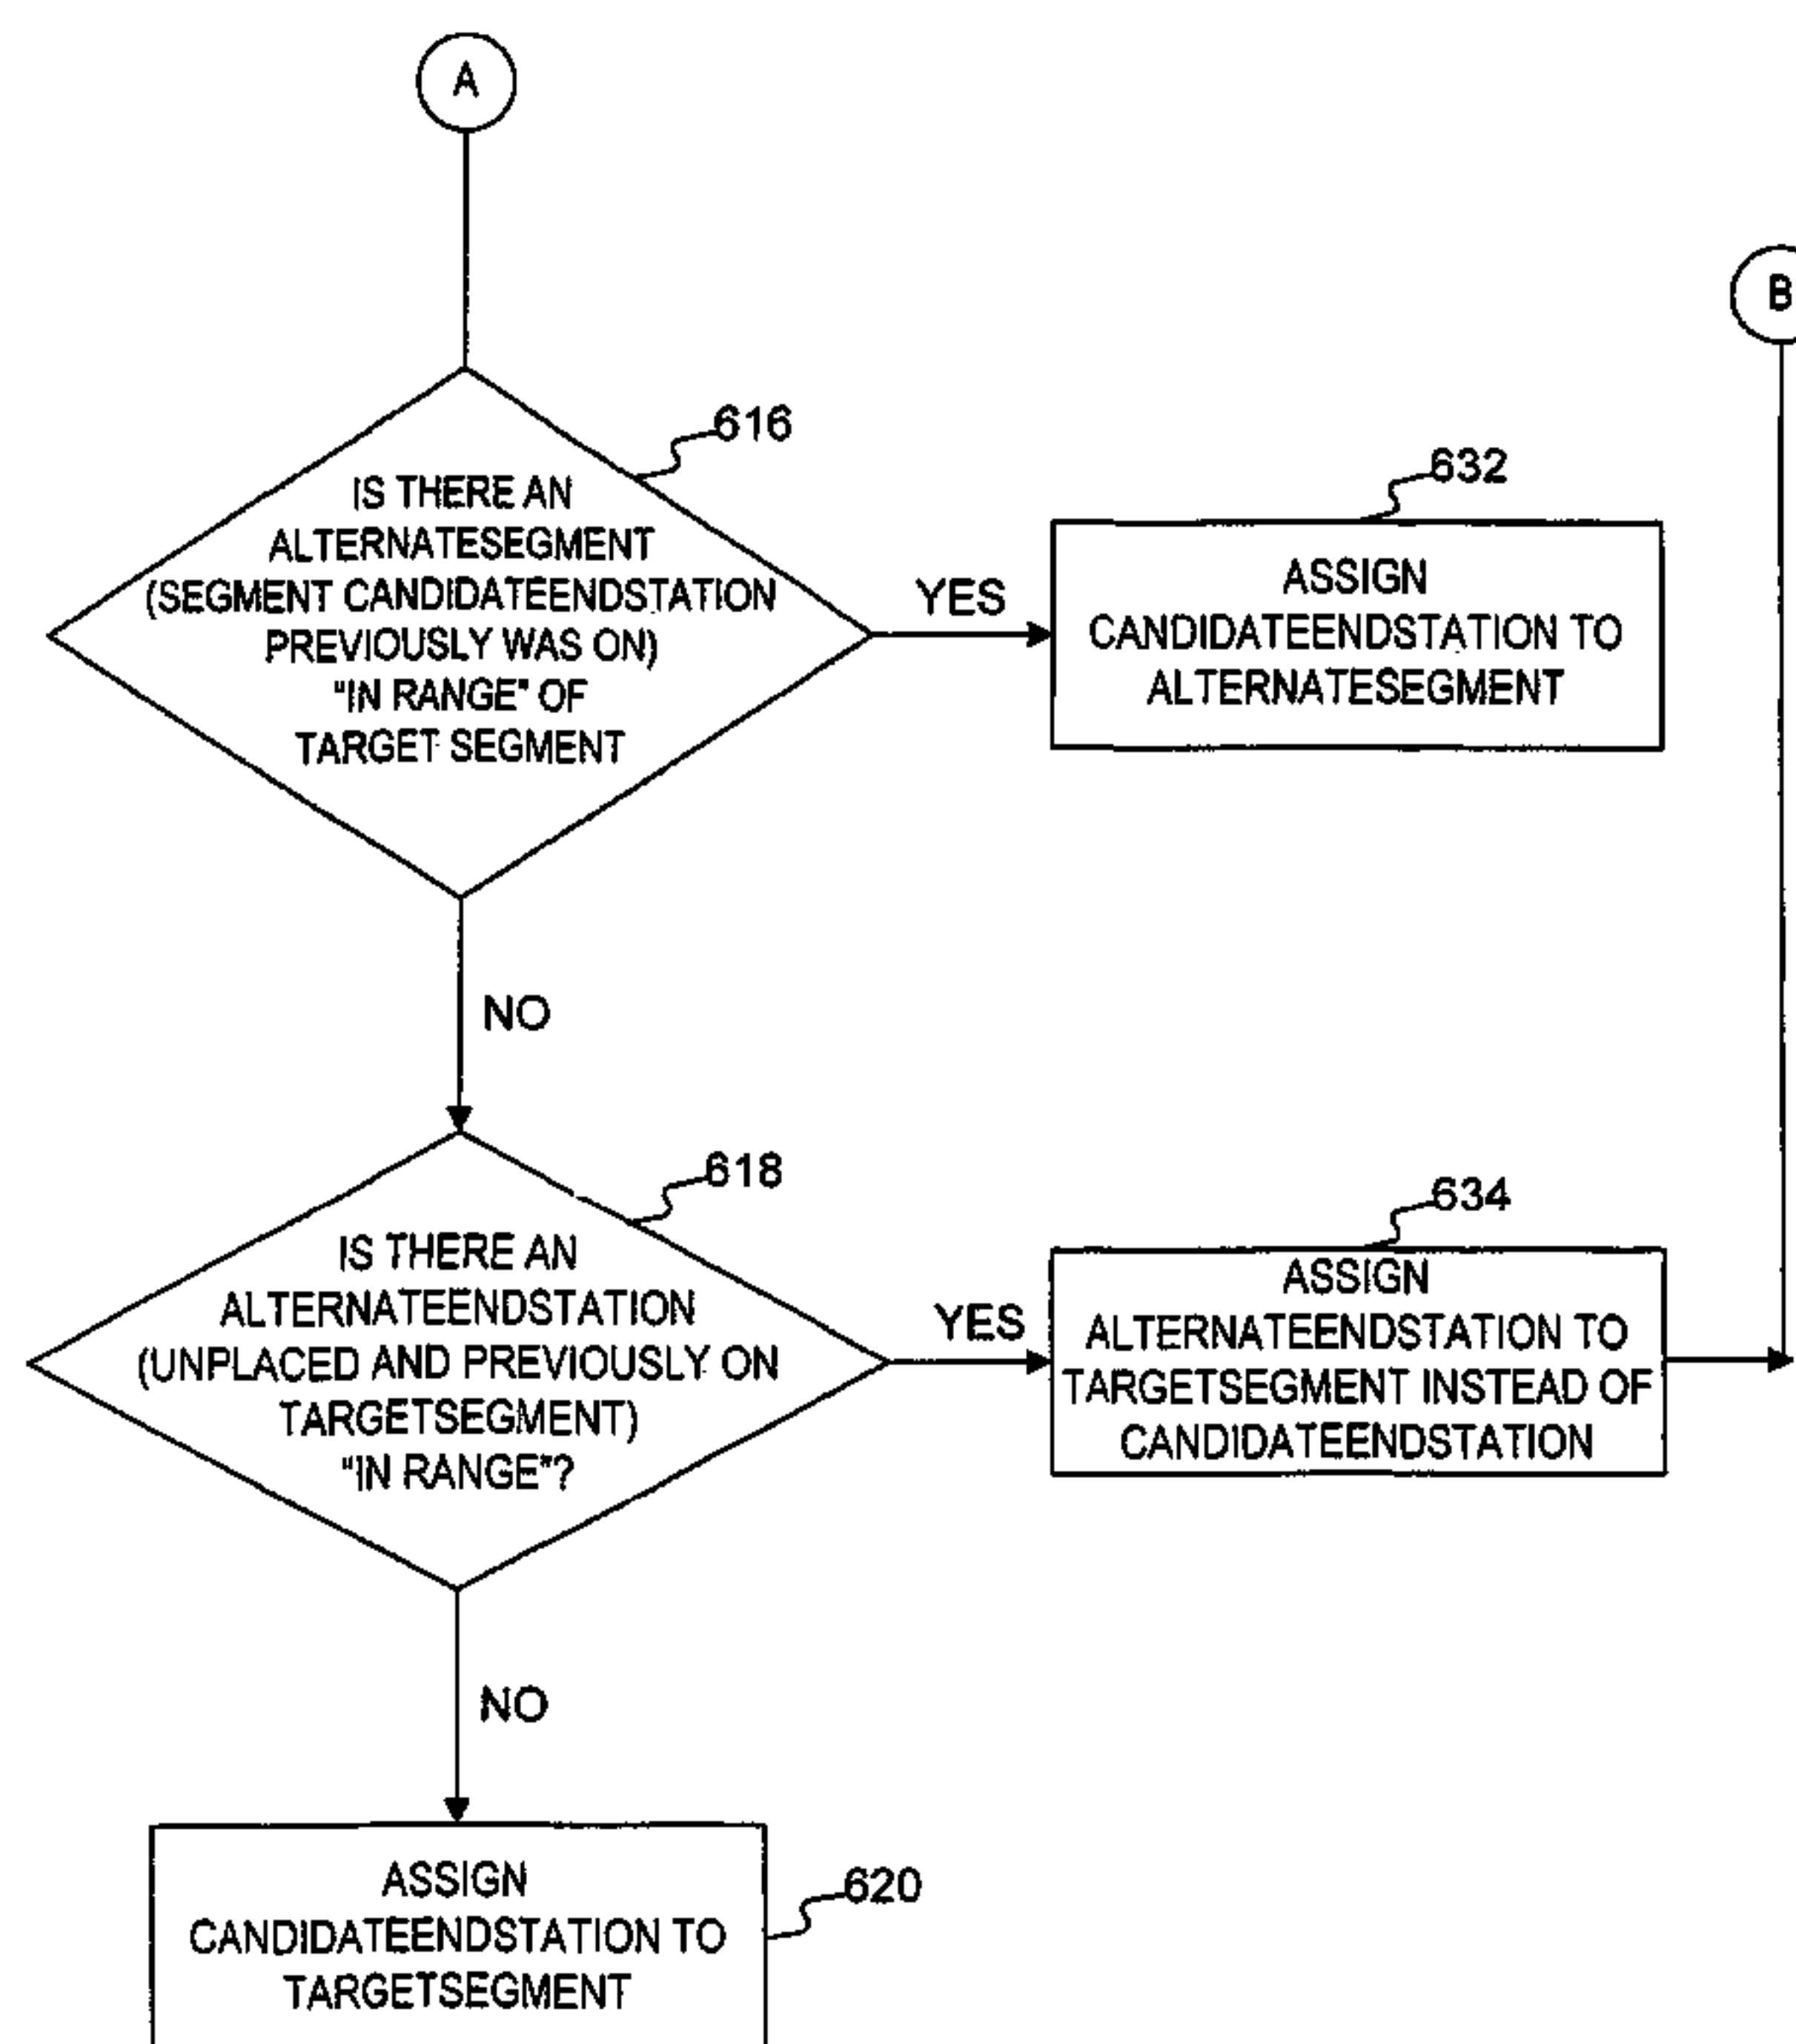 A
B
616
IS THERE AN
ALTERNATESEGMENT
(SEGMENT CANDIDATEENDSTATION
PREVIOUSLY WAS ON)
"IN RANGE" OF
TARGET SEGMENT
YES
632
ASSIGN
CANDIDATEENDSTATION TO
ALTERNATESEGMENT
NO
618
IS THERE AN
ALTERNATEENDSTATION
(UNPLACED AND PREVIOUSLY ON
TARGETSEGMENT)
"IN RANGE"?
YES
634
ASSIGN
ALTERNATEENDSTATION TO
TARGETSEGMENT INSTEAD OF
CANDIDATEENDSTATION
NO
620
ASSIGN
CANDIDATEENDSTATION TO
TARGETSEGMENT